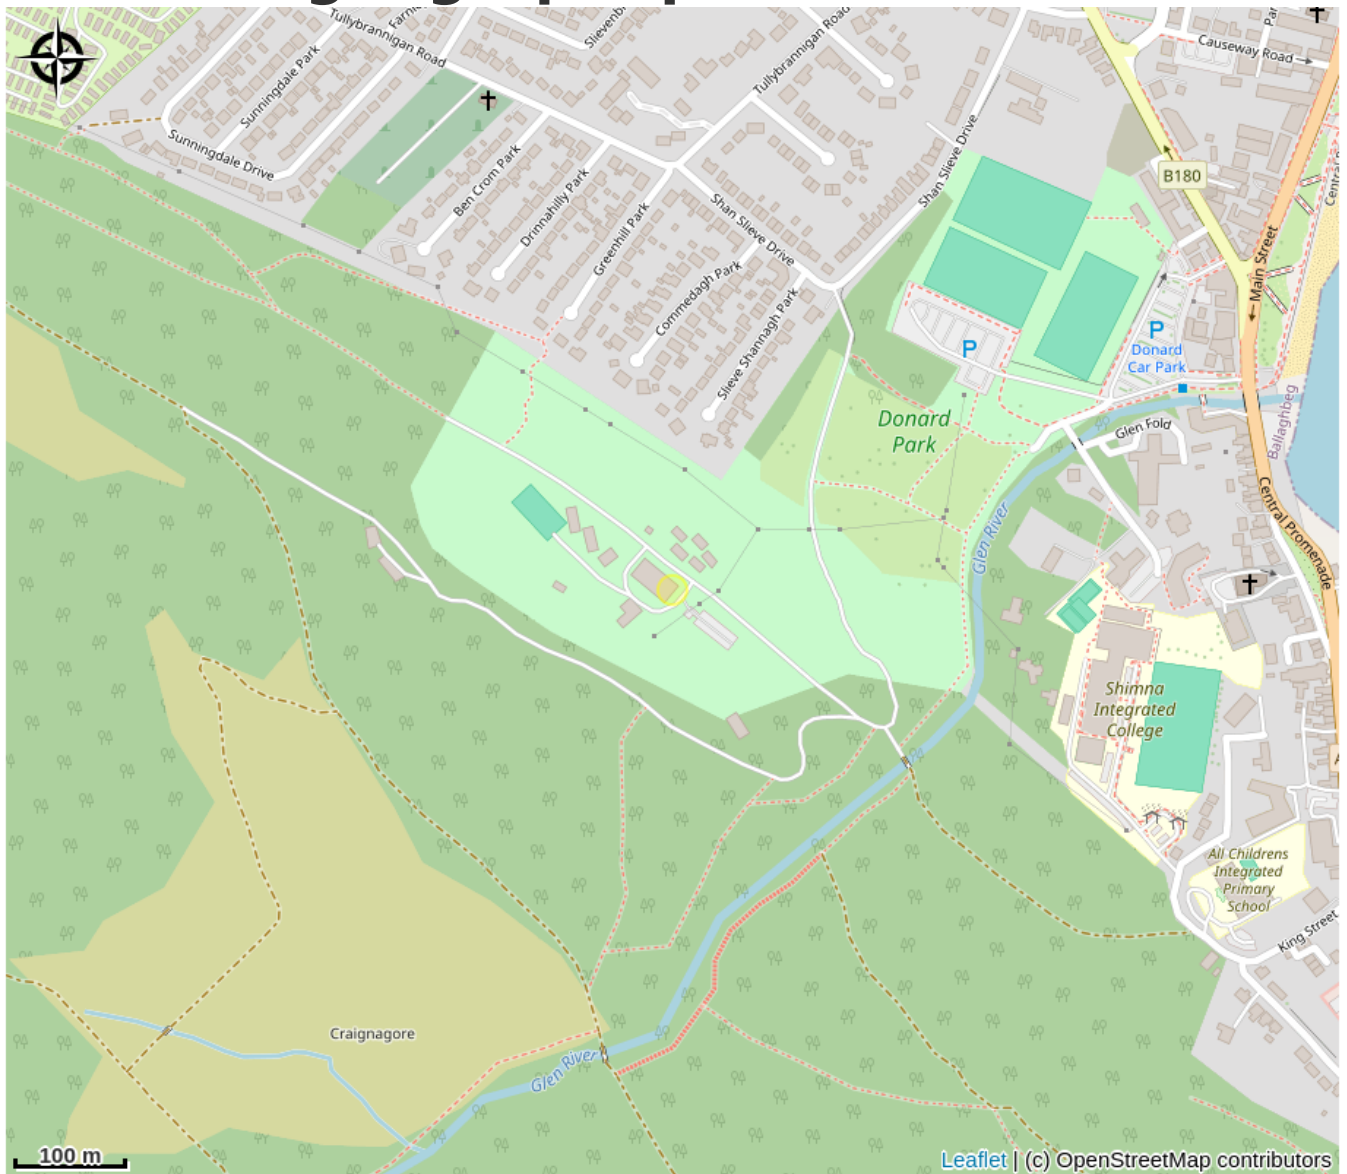 Tullybrannigan Road
Sunningdale Park
Sunningdale Drive
Tullybrannigan Road
Causeway Road
Ben Crom Park
Drinnahilly Park
Greenhill Park
Shan Slieve Drive
Shan Slieve Drive
Commedagh Park
Slieve Shannagh Park
B180
Main Street
P
P
Donard
Car Park
Donard
Park
Glen Fold
Ballaghbeg
Central Promenade
Glen River
Shimna
Integrated
College
All Childrens
Integrated
Primary
School
King Street
Craignagore
Glen River
100 m
Leaflet | (c) OpenStreetMap contributors